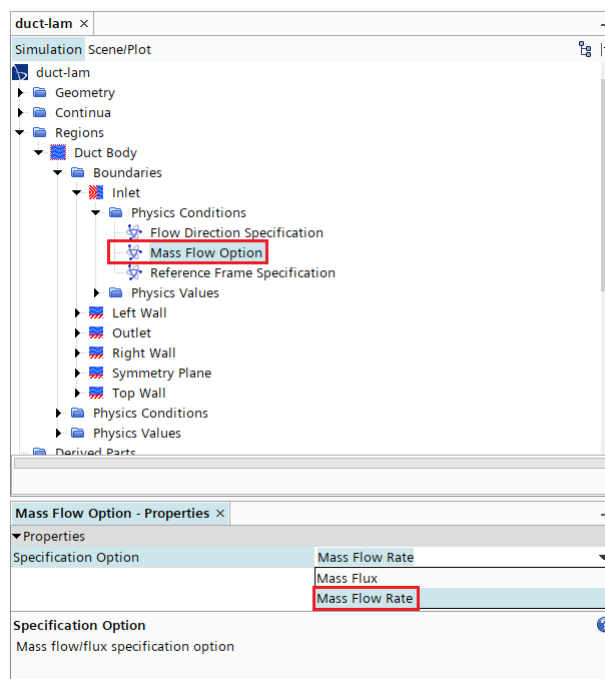 duct-lam ×
Simulation Scene/Plot
duct-lam
Geometry
Continua
Regions
Duct Body
Boundaries
Inlet
Physics Conditions
Flow Direction Specification
Mass Flow Option
Reference Frame Specification
Physics Values
Left Wall
Outlet
Right Wall
Symmetry Plane
Top Wall
Physics Conditions
Physics Values
Derived Parts
Mass Flow Option - Properties ×
Properties
Specification Option Mass Flow Rate
Mass Flux
Mass Flow Rate
Specification Option
Mass flow/flux specification option